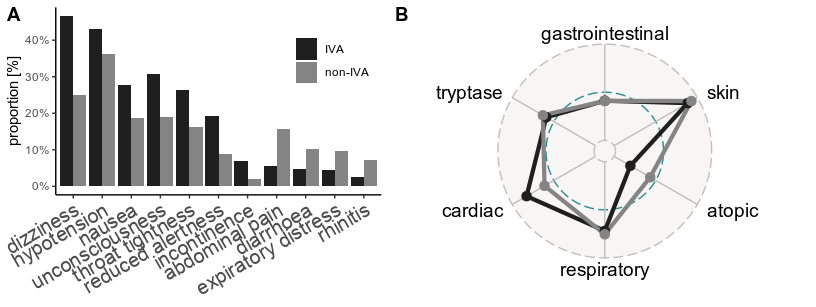 A
proportion [%]
40%
30%
20%
10%
0%
IVA
non-IVA
dizziness
hypotension
nausea
unconsciousness
throat tightness
reduced alertness
incontinence
abdominal pain
diarrhoea
expiratory distress
rhinitis
B
gastrointestinal
tryptase
skin
cardiac
atopic
respiratory